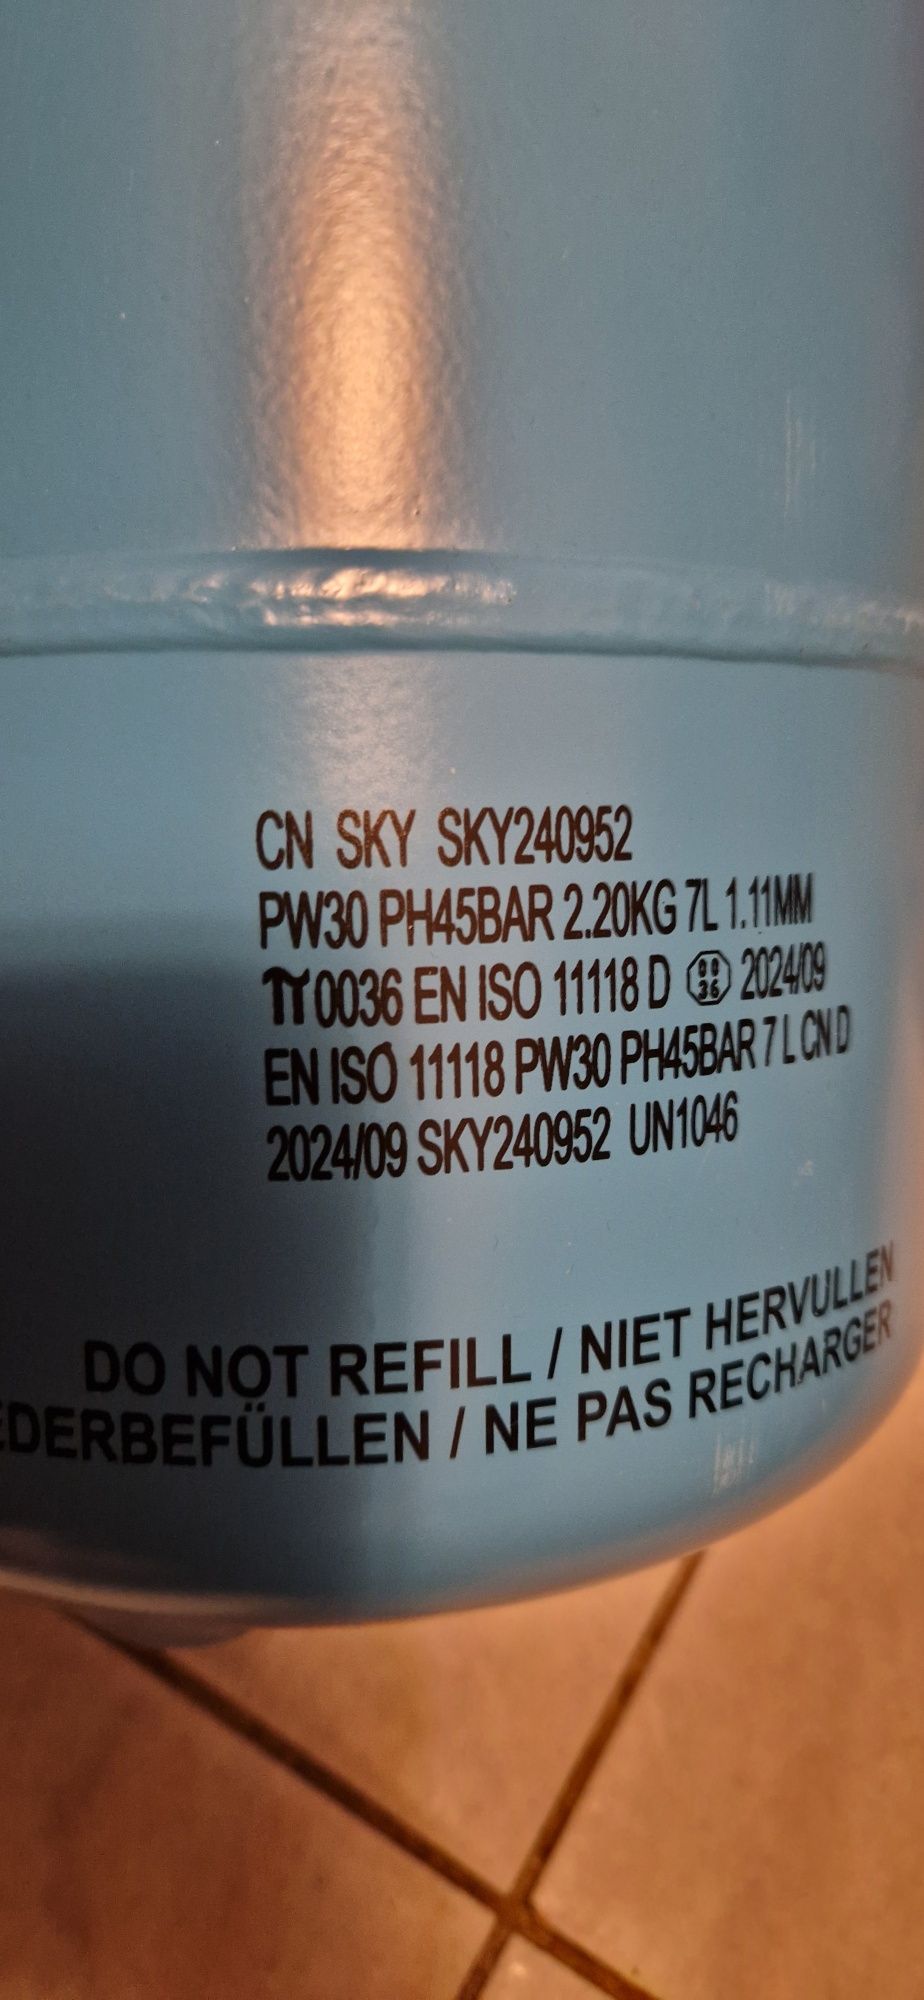 CN SKY SKY240952
PW30 PH45BAR 2.20KG 7L 1.11MM
π0036 EN ISO 11118 D 0036 2024/09
EN ISO 11118 PW30 PH45BAR 7 L CN D
2024/09 SKY240952 UN1046
DO NOT REFILL / NIET HERVULLEN
EDERBEFÜLLEN / NE PAS RECHARGER